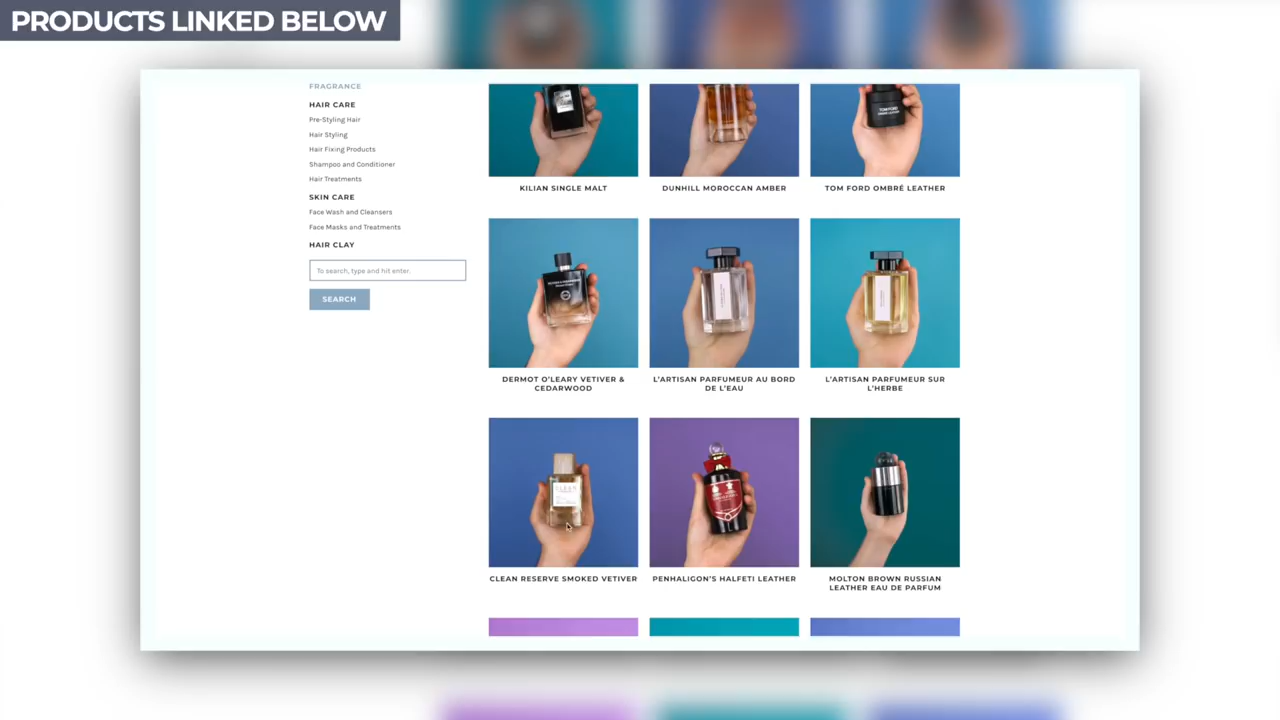 PRODUCTS LINKED BELOW
FRAGRANCE
HAIR CARE
Pre-Styling Hair
Hair Styling
Hair Fixing Products
Shampoo and Conditioner
Hair Treatments
SKIN CARE
Face Wash and Cleansers
Face Masks and Treatments
HAIR CLAY
To search, type and hit enter.
SEARCH
TOM FORD
KILIAN SINGLE MALT
DUNHILL MOROCCAN AMBER
TOM FORD OMBRÉ LEATHER
DERMOT O'LEARY VETIVER &
CEDARWOOD
L'ARTISAN PARFUMEUR AU BORD
DE L'EAU
L'ARTISAN PARFUMEUR SUR
L'HERBE
CLEAN
CLEAN RESERVE SMOKED VETIVER
PENHALIGON'S HALFETI LEATHER
MOLTON BROWN RUSSIAN
LEATHER EAU DE PARFUM